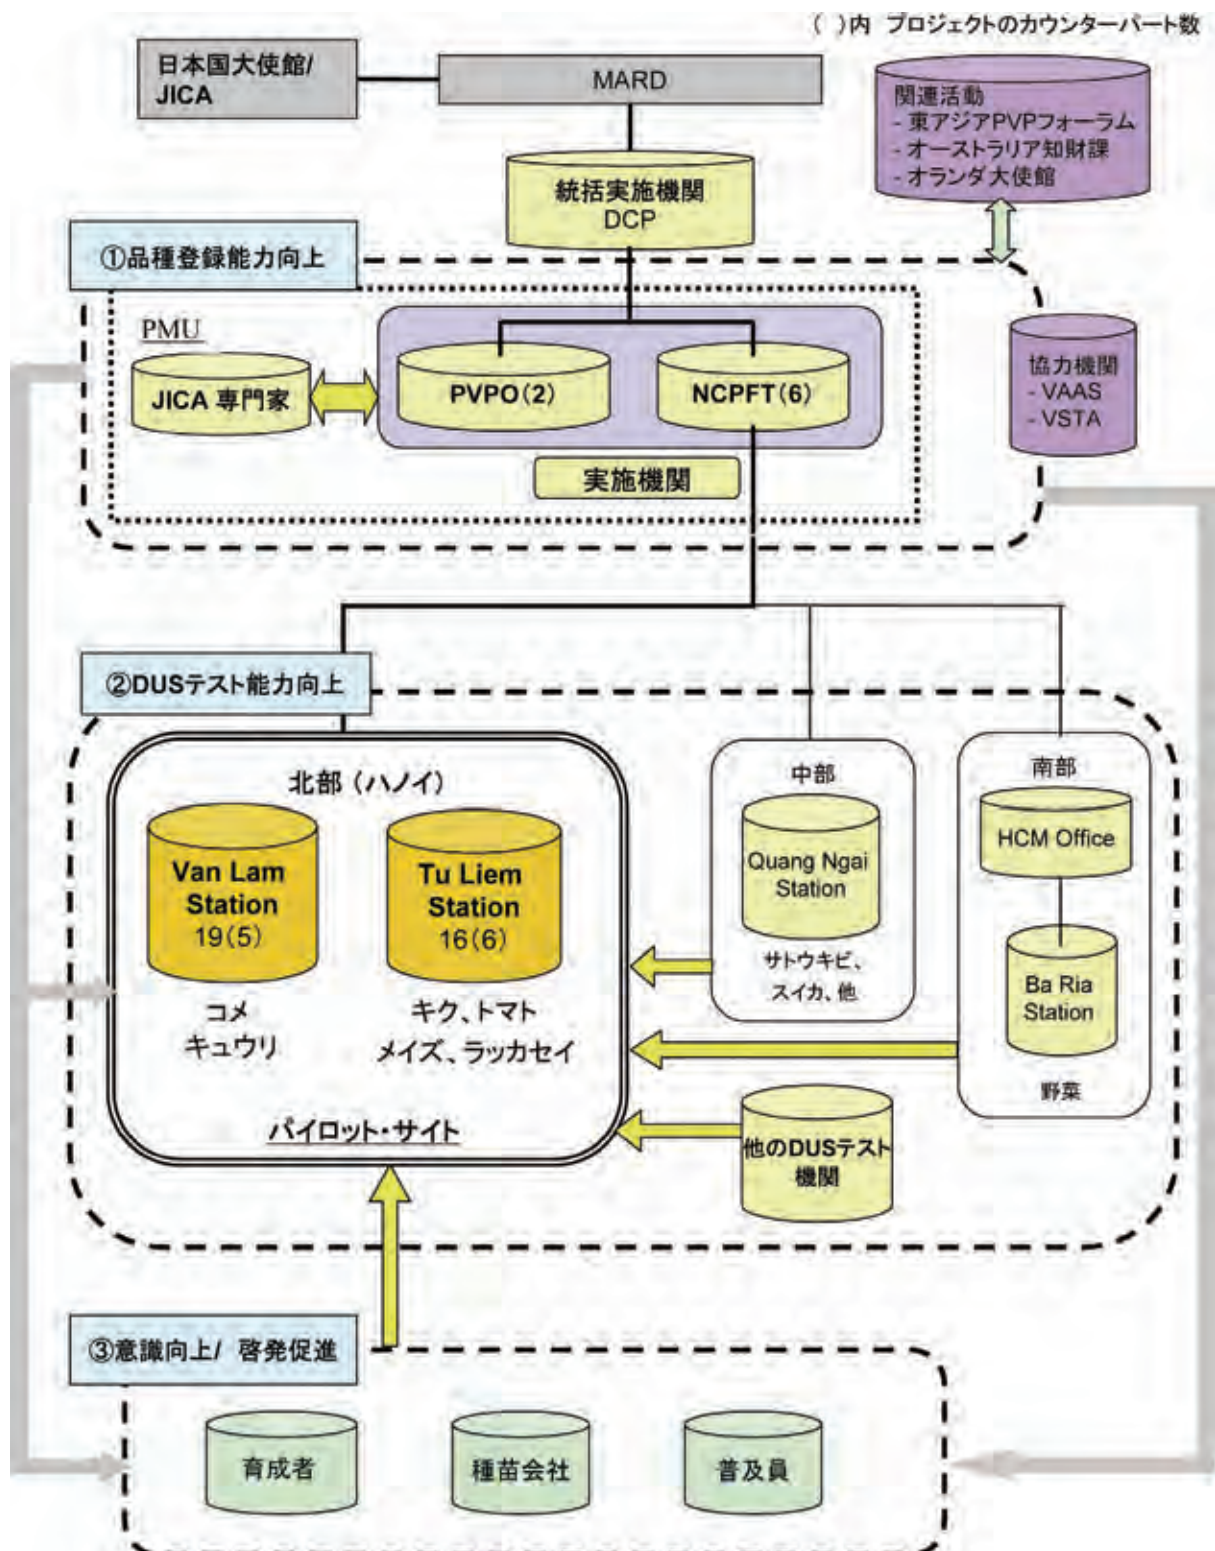 ( )内 プロジェクトのカウンターパート数
日本国大使館/
JICA
MARD
関連活動
- 東アジアPVPフォーラム
- オーストラリア知財課
- オランダ大使館
統括実施機関
DCP
①品種登録能力向上
PMU
JICA 専門家
PVPO(2)
NCPFT(6)
実施機関
協力機関
- VAAS
- VSTA
②DUSテスト能力向上
北部 (ハノイ)
Van Lam
Station
19(5)
Tu Liem
Station
16(6)
コメ
キュウリ
キク、トマト
メイズ、ラッカセイ
パイロット・サイト
中部
Quang Ngai
Station
サトウキビ、
スイカ、他
南部
HCM Office
Ba Ria
Station
野菜
他のDUSテスト
機関
③意識向上/ 啓発促進
育成者
種苗会社
普及員